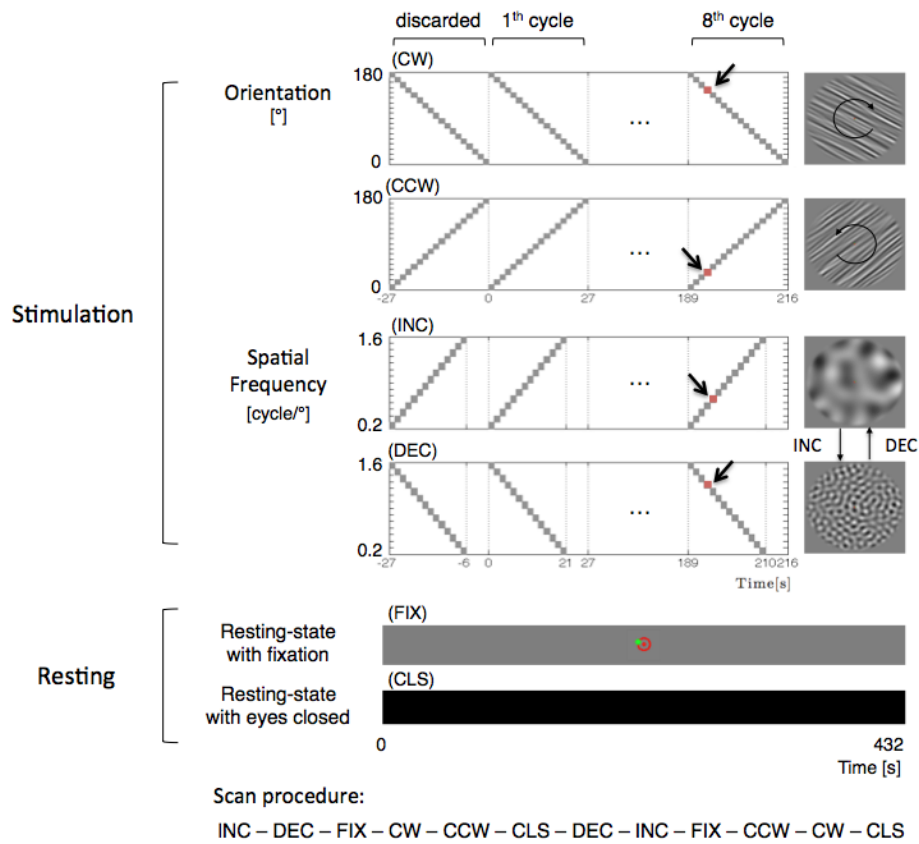 discarded 1th cycle 8th cycle
Stimulation
Orientation
[°]
(CW)
180
0
...
(CCW)
180
0
...
-27 0 27 189 216
Spatial
Frequency
[cycle/°]
(INC)
1.6
0.2
...
INC DEC
(DEC)
1.6
0.2
...
-27 -6 0 21 27 189 210 216
Time[s]
Resting
(FIX)
Resting-state
with fixation
(CLS)
Resting-state
with eyes closed
0 432
Time [s]
Scan procedure:
INC – DEC – FIX – CW – CCW – CLS – DEC – INC – FIX – CCW – CW – CLS